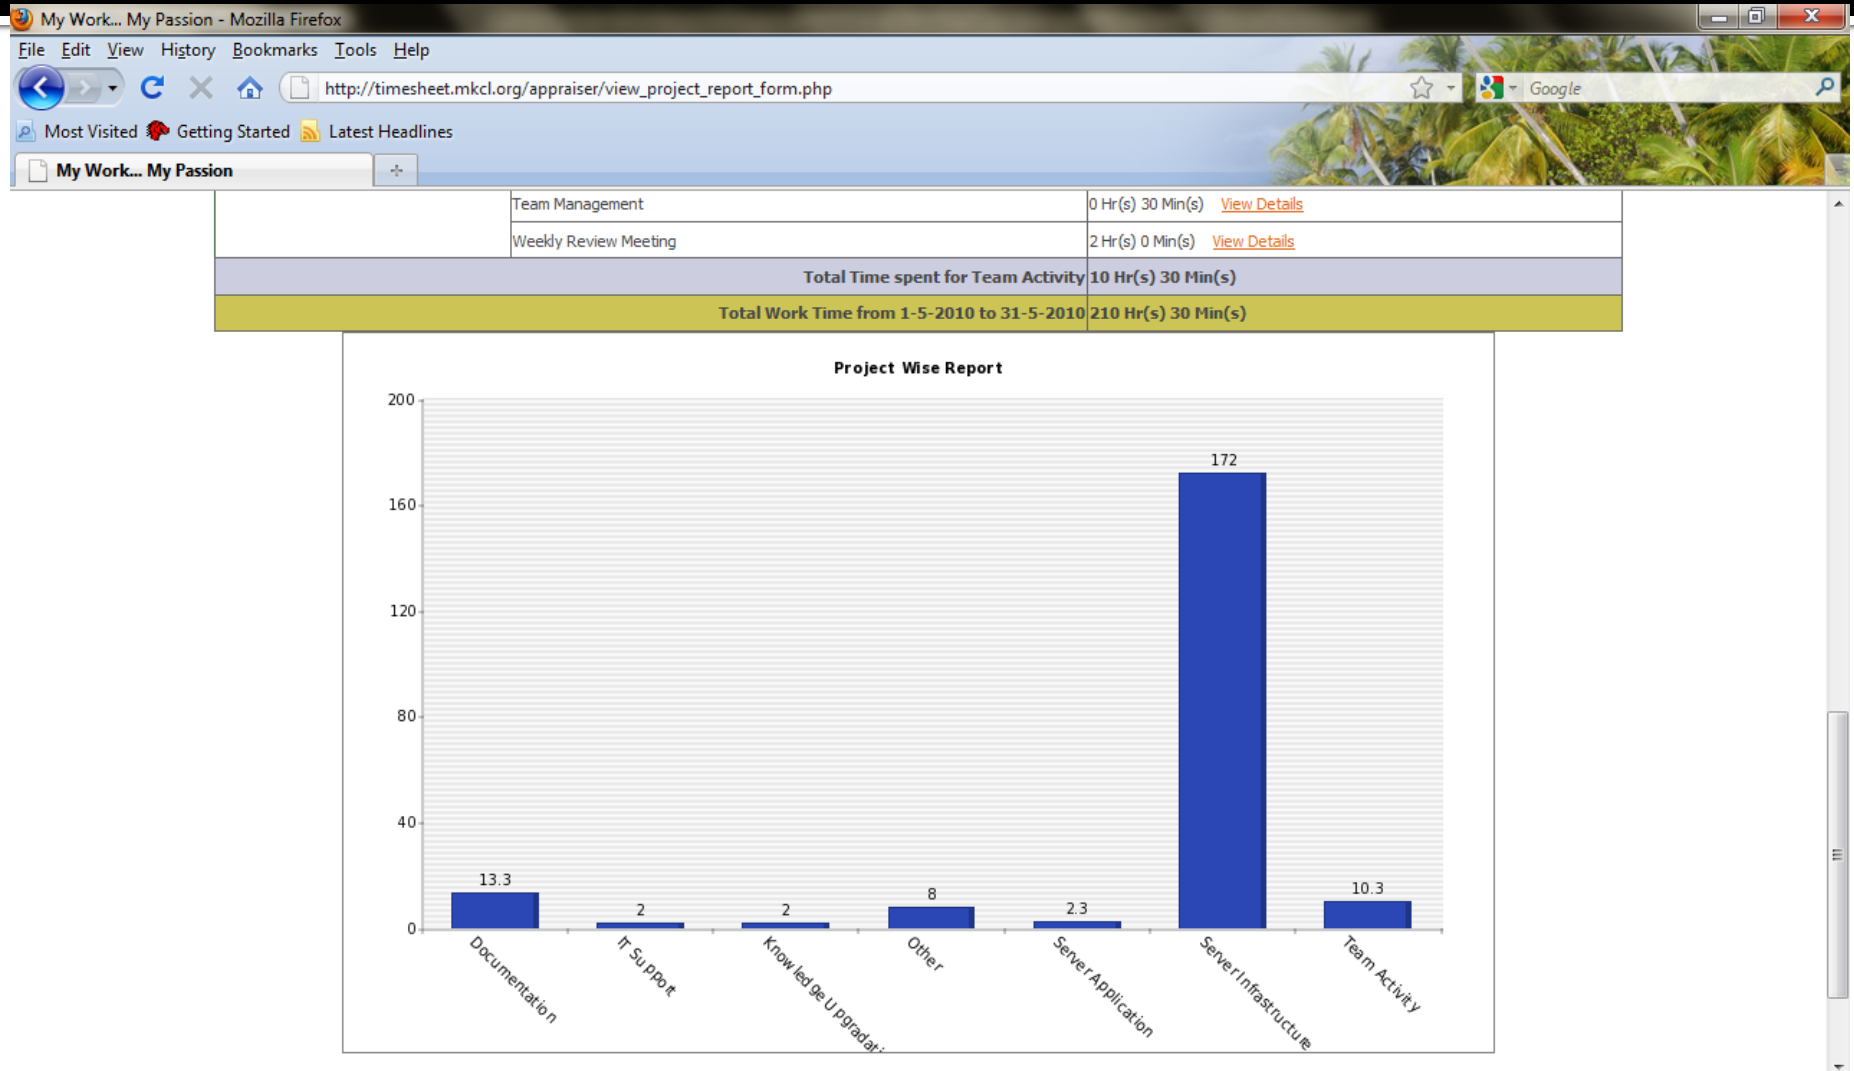 My Work... My Passion - Mozilla Firefox
File Edit View History Bookmarks Tools Help
http://timesheet.mkcl.org/appraiser/view_project_report_form.php
Google
Most Visited Getting Started Latest Headlines
My Work... My Passion
Team Management 0 Hr(s) 30 Min(s) View Details
Weekly Review Meeting 2 Hr(s) 0 Min(s) View Details
Total Time spent for Team Activity 10 Hr(s) 30 Min(s)
Total Work Time from 1-5-2010 to 31-5-2010 210 Hr(s) 30 Min(s)
Project Wise Report
200
160
120
80
40
0
13.3
2
2
8
2.3
172
10.3
Documentation
IT Support
Knowledge Upgradati
Other
Server Application
Server Infrastructure
Team Activity